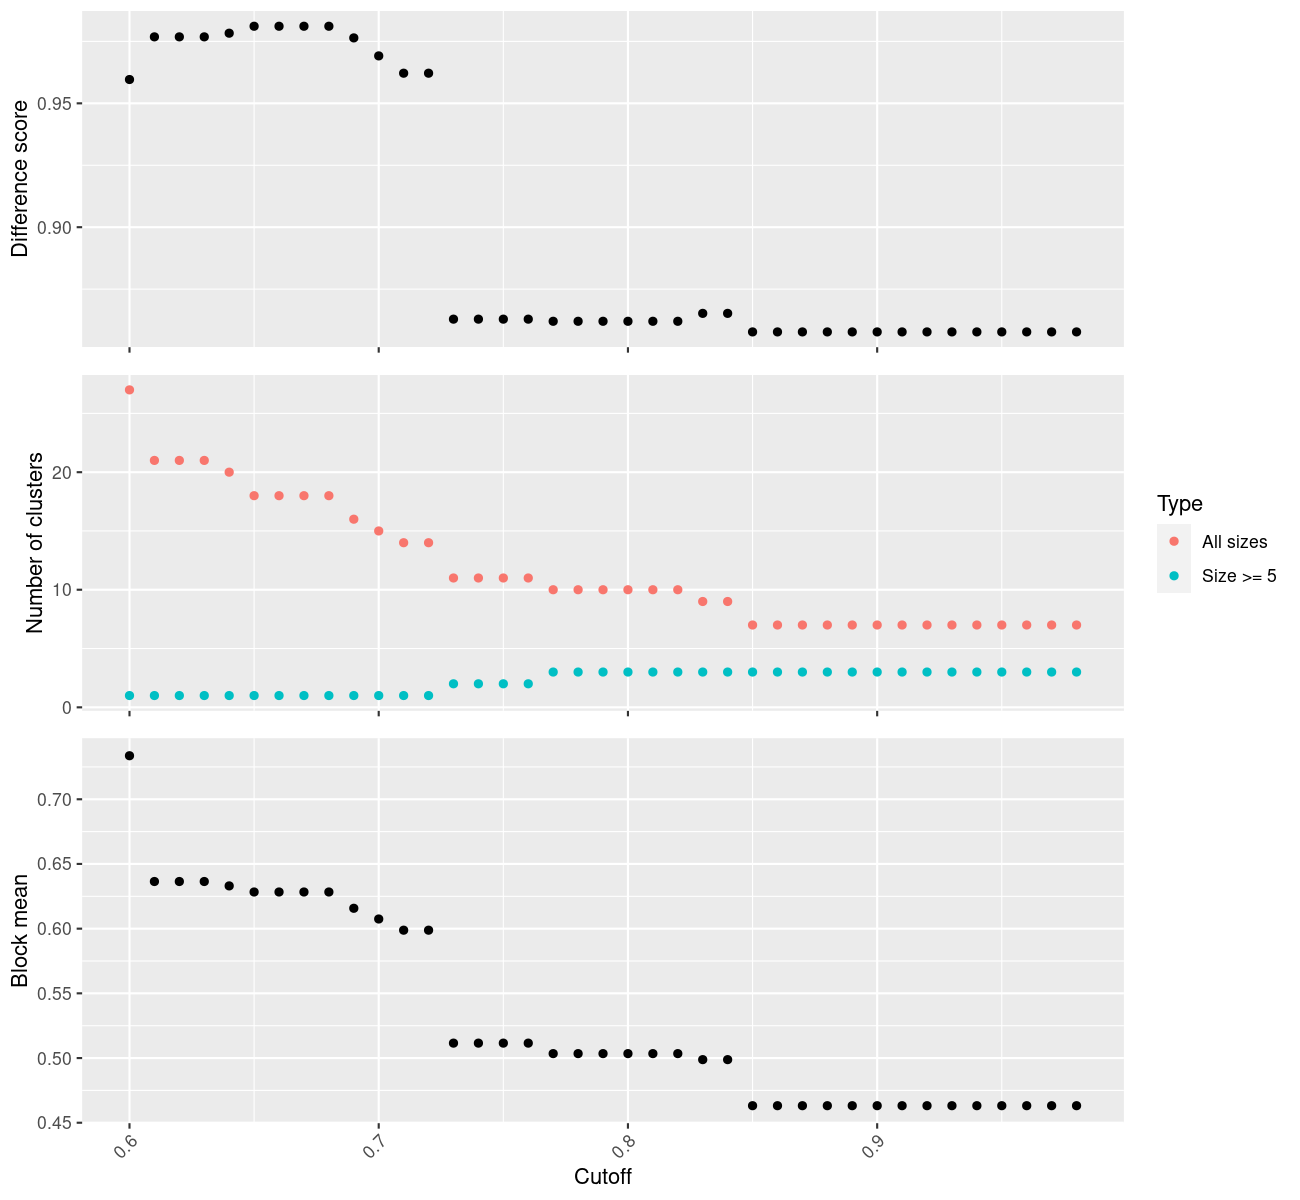 Difference score
0.95
0.90
Number of clusters
20
10
0
Type
All sizes
Size >= 5
Block mean
0.70
0.65
0.60
0.55
0.50
0.45
0.6
0.7
0.8
0.9
Cutoff